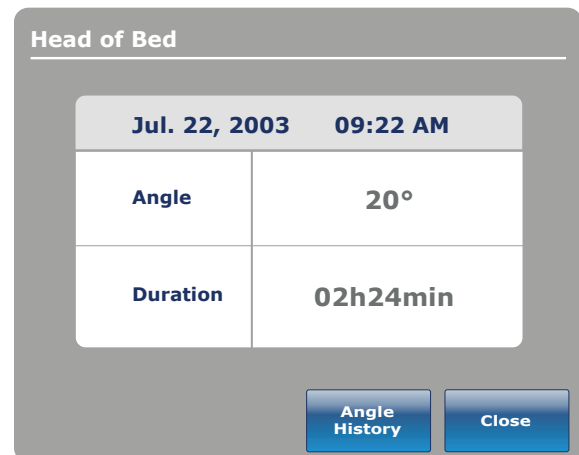 Head of Bed
Jul. 22, 2003 09:22 AM
Angle 20°
Duration 02h24min
Angle
History
Close